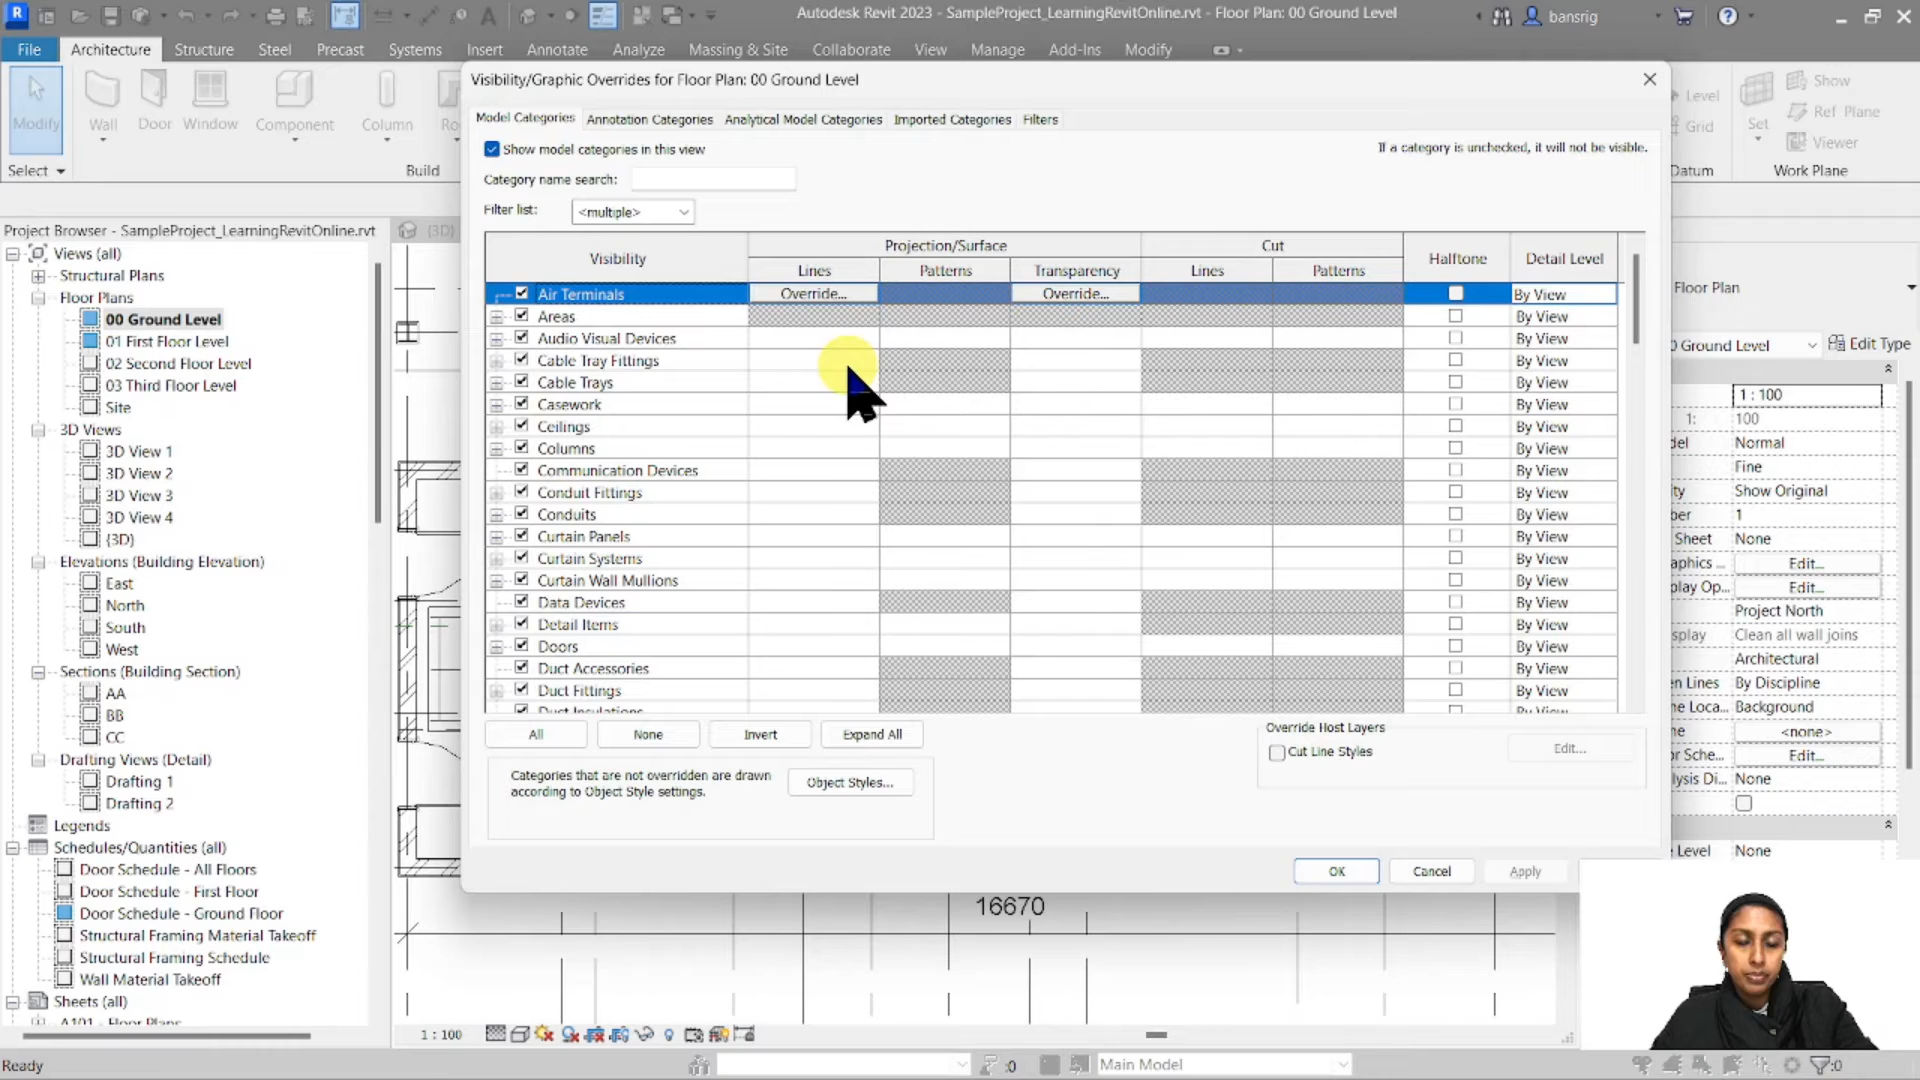 Autodesk Revit 2023 - SampleProject_LearningRevitOnline.rvt - Floor Plan: 00 Ground Level
bansrig
File Architecture Structure Steel Precast Systems Insert Annotate Analyze Massing & Site Collaborate View Manage Add-Ins Modify
Modify
Wall
Door
Window
Component
Column
Select
Build
Level
Grid
Set
Show
Ref Plane
Viewer
Datum
Work Plane
Project Browser - SampleProject_LearningRevitOnline.rvt
Views (all)
Structural Plans
Floor Plans
00 Ground Level
01 First Floor Level
02 Second Floor Level
03 Third Floor Level
Site
3D Views
3D View 1
3D View 2
3D View 3
3D View 4
{3D}
Elevations (Building Elevation)
East
North
South
West
Sections (Building Section)
AA
BB
CC
Drafting Views (Detail)
Drafting 1
Drafting 2
Legends
Schedules/Quantities (all)
Door Schedule - All Floors
Door Schedule - First Floor
Door Schedule - Ground Floor
Structural Framing Material Takeoff
Structural Framing Schedule
Wall Material Takeoff
Sheets (all)
A101 - Floor Plans
{3D}
Visibility/Graphic Overrides for Floor Plan: 00 Ground Level
Model Categories Annotation Categories Analytical Model Categories Imported Categories Filters
Show model categories in this view
If a category is unchecked, it will not be visible.
Category name search:
Filter list: <multiple>
Visibility Projection/Surface Cut Halftone Detail Level
Lines Patterns Transparency Lines Patterns
Air Terminals Override... Override... By View
Areas By View
Audio Visual Devices By View
Cable Tray Fittings By View
Cable Trays By View
Casework By View
Ceilings By View
Columns By View
Communication Devices By View
Conduit Fittings By View
Conduits By View
Curtain Panels By View
Curtain Systems By View
Curtain Wall Mullions By View
Data Devices By View
Detail Items By View
Doors By View
Duct Accessories By View
Duct Fittings By View
Duct Insulations By View
All None Invert Expand All
Override Host Layers
Cut Line Styles Edit...
Categories that are not overridden are drawn
according to Object Style settings.
Object Styles...
OK Cancel Apply
Floor Plan
Ground Level
Edit Type
1 : 100
1: 100
Normal
Fine
Show Original
1
Sheet None
Edit...
Edit...
Project North
Clean all wall joins
Architectural
Lines By Discipline
Background
<none>
Edit...
None
Level None
16670
1 : 100
Ready
:0
Main Model
:0